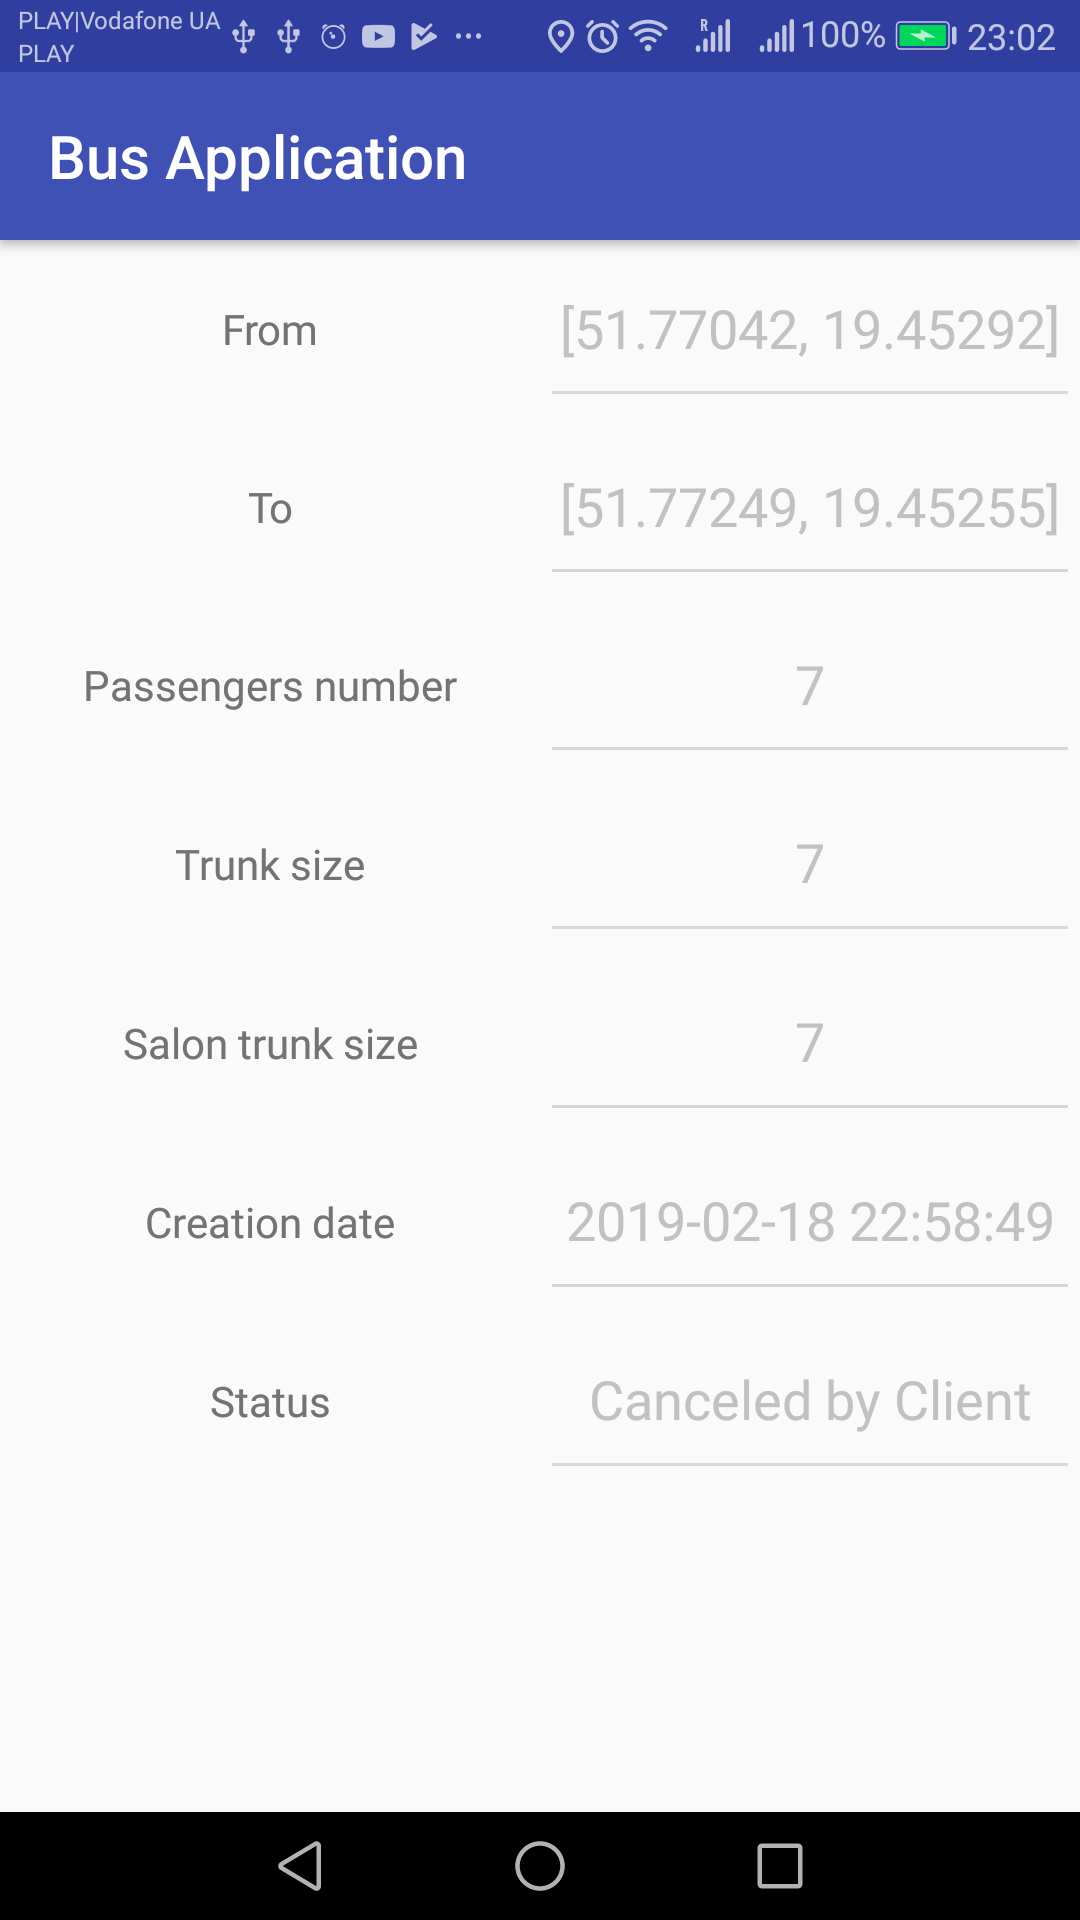 PLAY|Vodafone UA
PLAY
R
100%
23:02
Bus Application
From [51.77042, 19.45292]
To [51.77249, 19.45255]
Passengers number 7
Trunk size 7
Salon trunk size 7
Creation date 2019-02-18 22:58:49
Status Canceled by Client